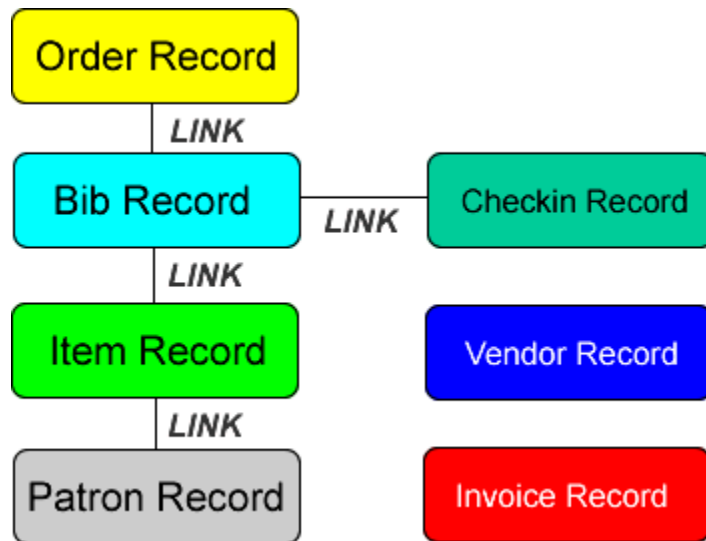 Order Record
LINK
Bib Record
LINK
Checkin Record
LINK
Item Record
Vendor Record
LINK
Patron Record
Invoice Record